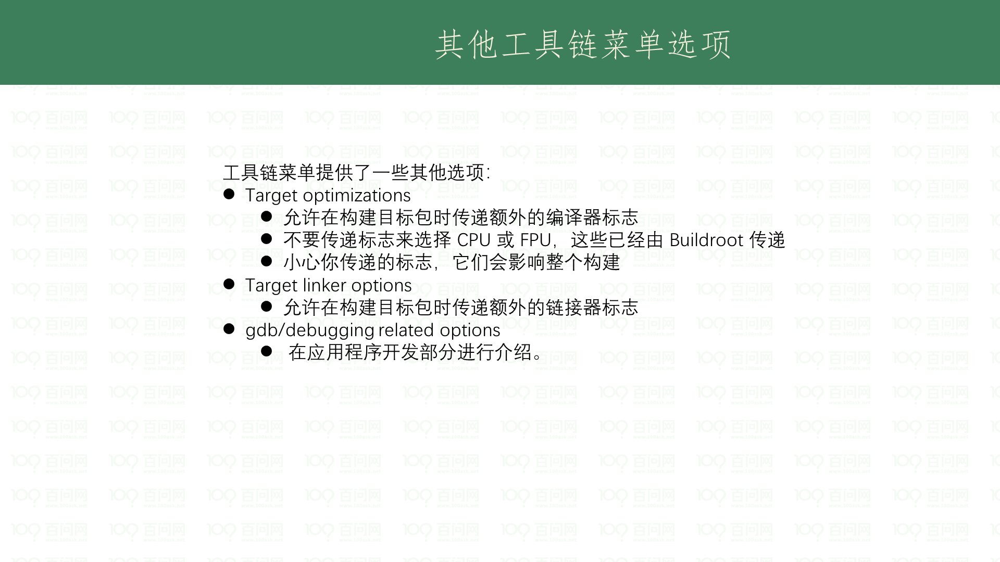 其他工具链菜单选项
工具链菜单提供了一些其他选项：
● Target optimizations
● 允许在构建目标包时传递额外的编译器标志
● 不要传递标志来选择 CPU 或 FPU，这些已经由 Buildroot 传递
● 小心你传递的标志，它们会影响整个构建
● Target linker options
● 允许在构建目标包时传递额外的链接器标志
● gdb/debugging related options
● 在应用程序开发部分进行介绍。